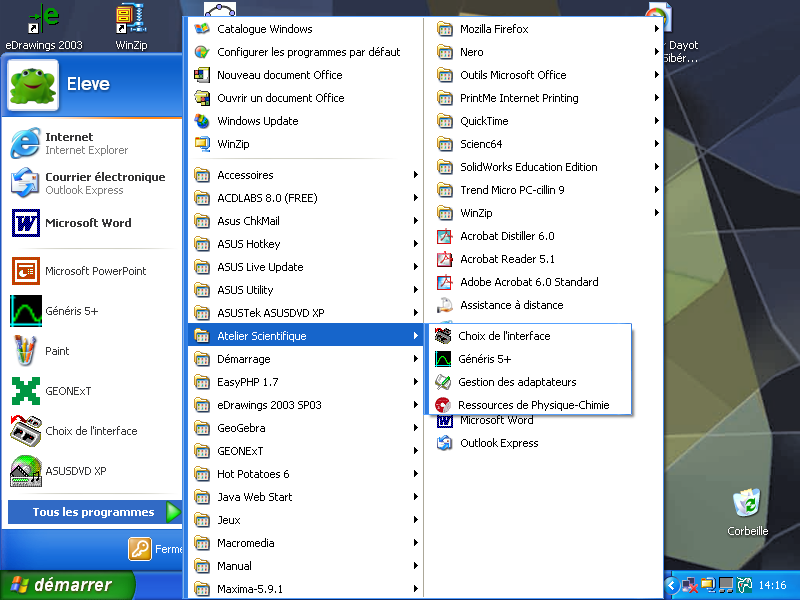 eDrawings 2003
WinZip
r Dayot
Sibér...
Eleve
Internet
Internet Explorer
Courrier électronique
Outlook Express
Microsoft Word
Microsoft PowerPoint
Généris 5+
Paint
GEONExT
Choix de l'interface
ASUSDVD XP
Tous les programmes
Ferme
démarrer
Catalogue Windows
Configurer les programmes par défaut
Nouveau document Office
Ouvrir un document Office
Windows Update
WinZip
Accessoires
ACDLABS 8.0 (FREE)
Asus ChkMail
ASUS Hotkey
ASUS Live Update
ASUS Utility
ASUSTek ASUSDVD XP
Atelier Scientifique
Démarrage
EasyPHP 1.7
eDrawings 2003 SP03
GeoGebra
GEONExT
Hot Potatoes 6
Java Web Start
Jeux
Macromedia
Manual
Maxima-5.9.1
Mozilla Firefox
Nero
Outils Microsoft Office
PrintMe Internet Printing
QuickTime
Scienc64
SolidWorks Education Edition
Trend Micro PC-cillin 9
WinZip
Acrobat Distiller 6.0
Acrobat Reader 5.1
Adobe Acrobat 6.0 Standard
Assistance à distance
Choix de l'interface
Généris 5+
Gestion des adaptateurs
Ressources de Physique-Chimie
Microsoft Word
Outlook Express
Corbeille
14:16